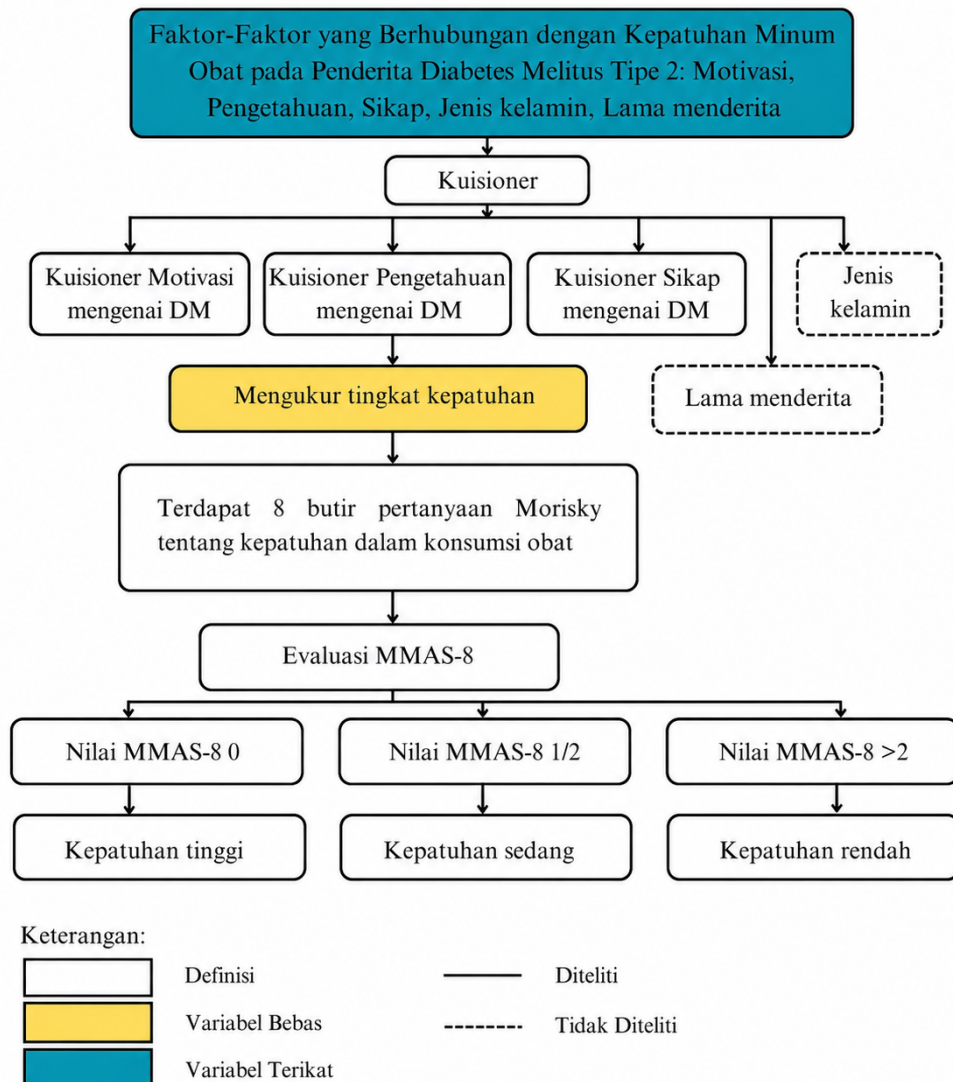 Faktor-Faktor yang Berhubungan dengan Kepatuhan Minum
Obat pada Penderita Diabetes Melitus Tipe 2: Motivasi,
Pengetahuan, Sikap, Jenis kelamin, Lama menderita
Kuisioner
Kuisioner Motivasi
mengenai DM
Kuisioner Pengetahuan
mengenai DM
Kuisioner Sikap
mengenai DM
Jenis
kelamin
Mengukur tingkat kepatuhan
Lama menderita
Terdapat 8 butir pertanyaan Morisky
tentang kepatuhan dalam konsumsi obat
Evaluasi MMAS-8
Nilai MMAS-8 0
Nilai MMAS-8 1/2
Nilai MMAS-8 >2
Kepatuhan tinggi
Kepatuhan sedang
Kepatuhan rendah
Keterangan:
Definisi
Diteliti
Variabel Bebas
Tidak Diteliti
Variabel Terikat